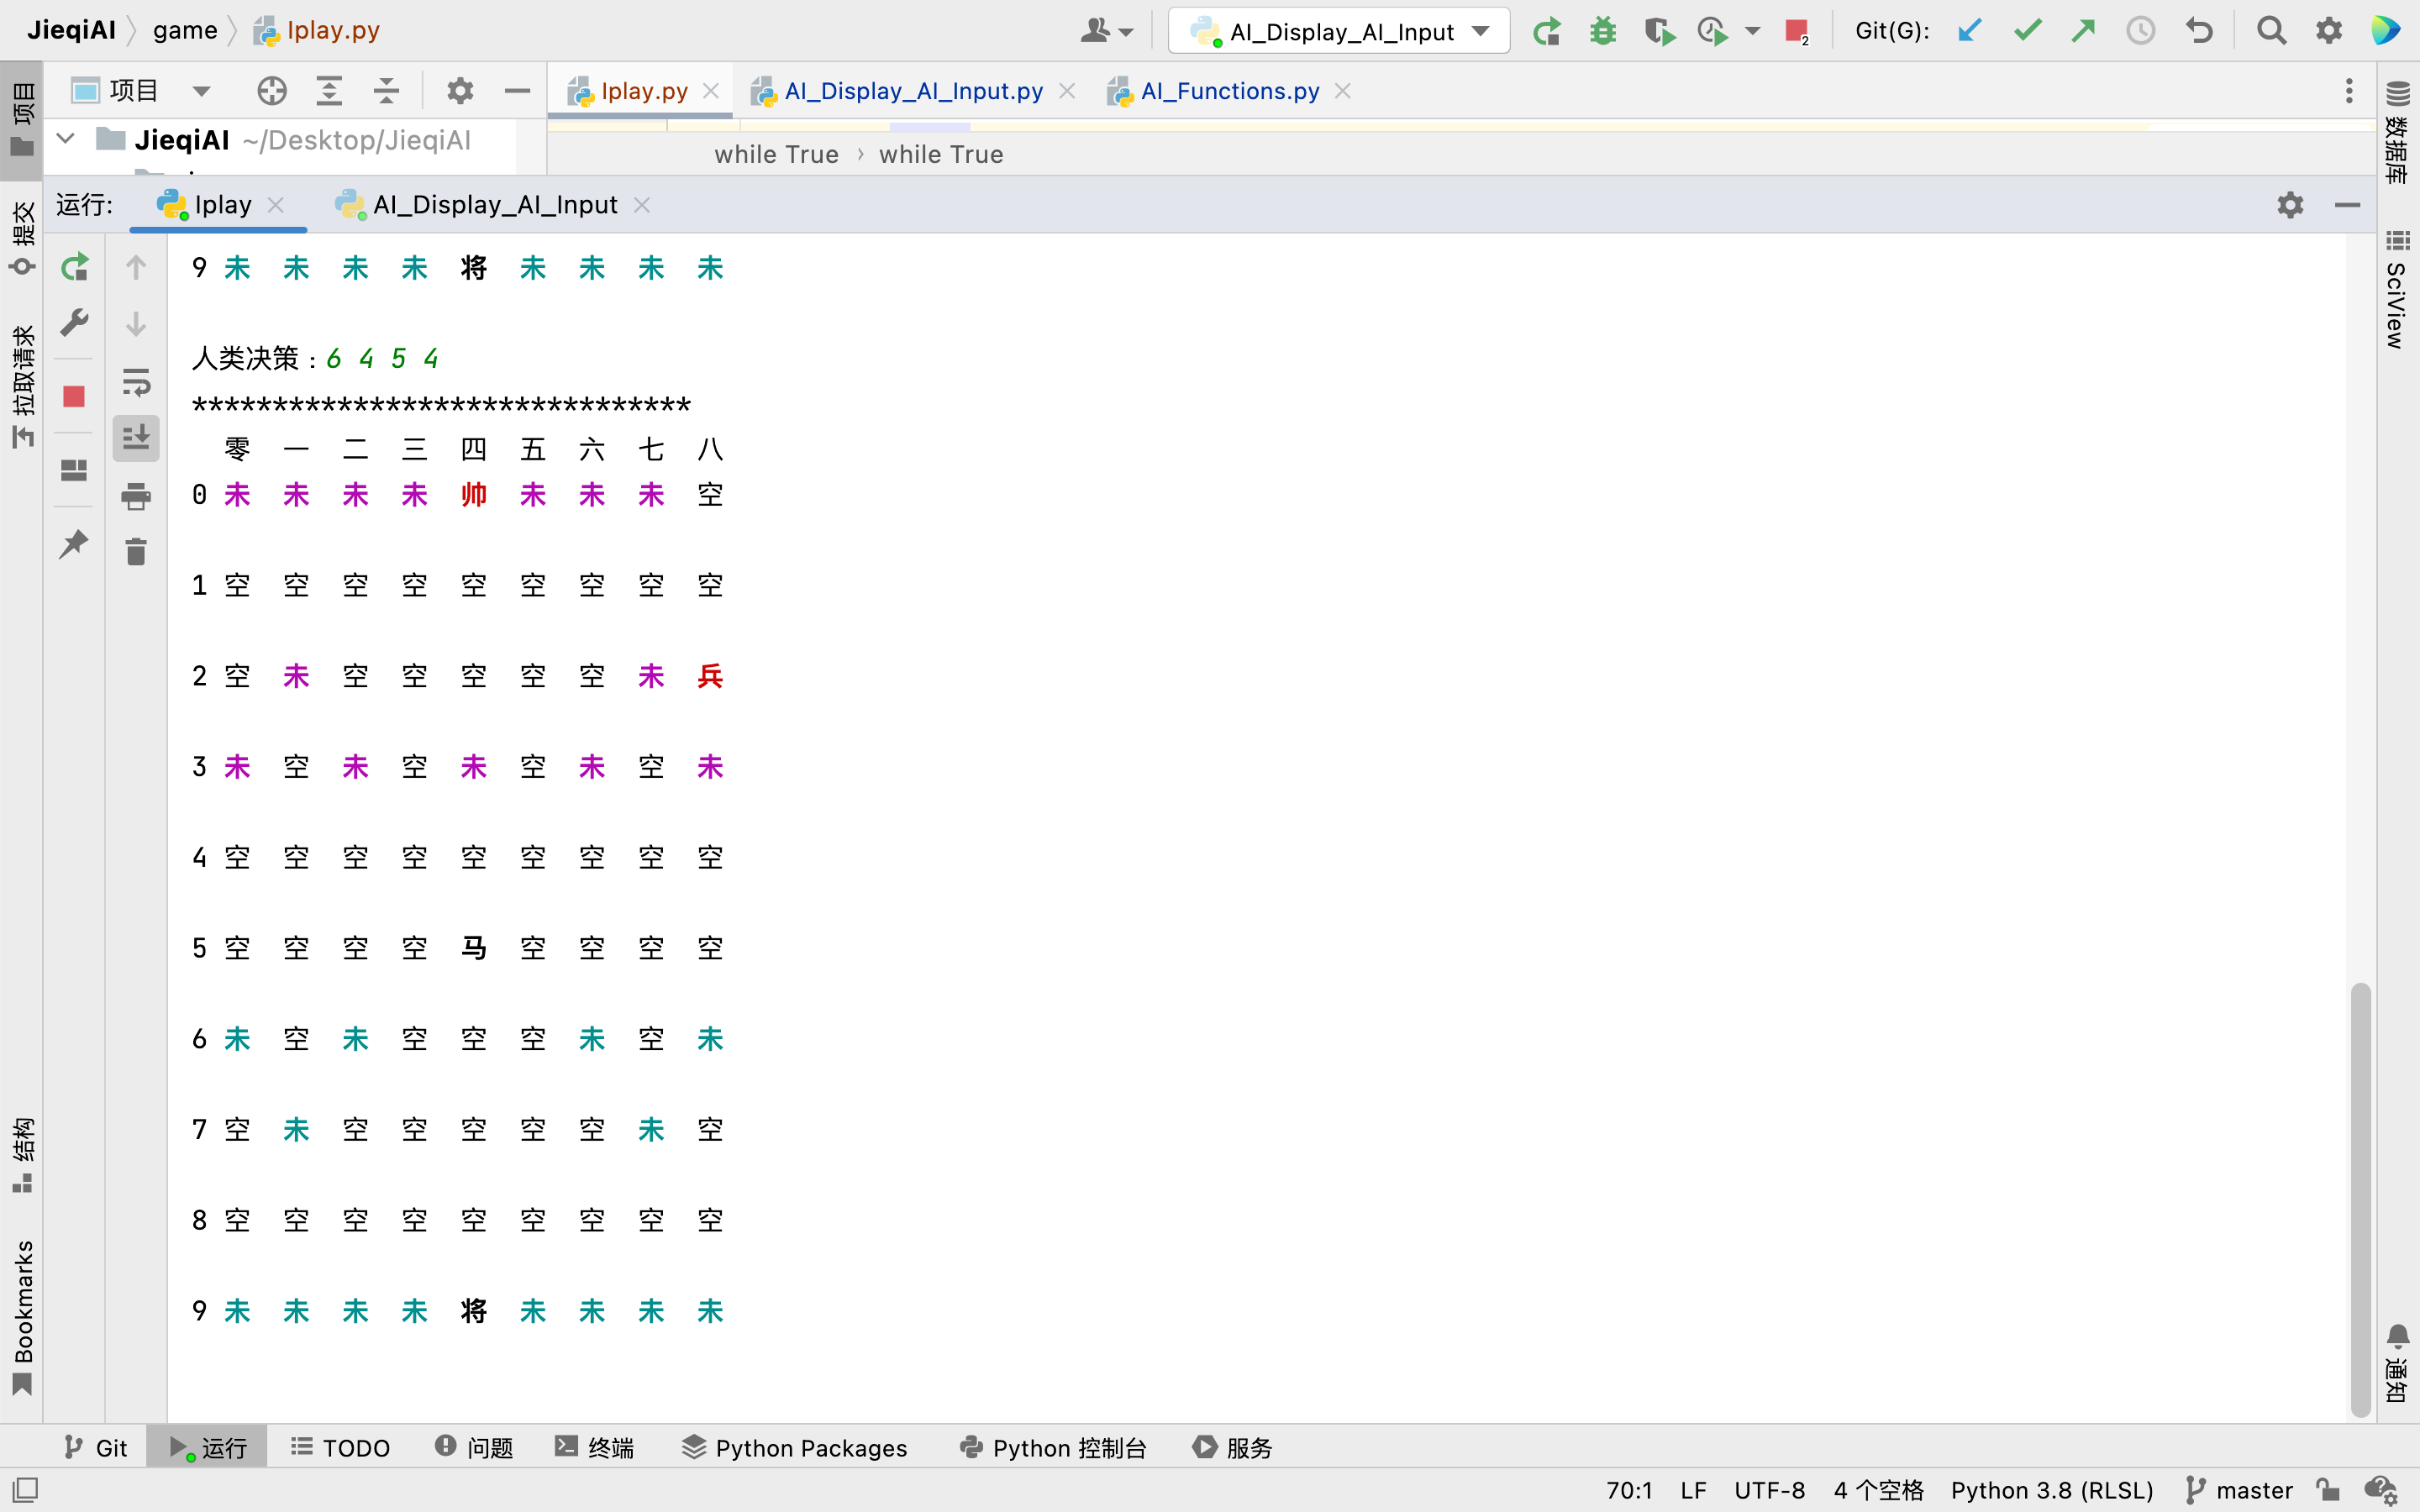 JieqiAI game Iplay.py AI_Display_AI_Input 2 Git(G):
项目 Iplay.py AI_Display_AI_Input.py AI_Functions.py
JieqiAI ~/Desktop/JieqiAI while True › while True
运行: Iplay AI_Display_AI_Input
项目
提交
拉取请求
结构
Bookmarks
9 未 未 未 未 将 未 未 未 未
人类决策：6 4 5 4
*******************************
零 一 二 三 四 五 六 七 八
0 未 未 未 未 帅 未 未 未 空
1 空 空 空 空 空 空 空 空 空
2 空 未 空 空 空 空 空 未 兵
3 未 空 未 空 未 空 未 空 未
4 空 空 空 空 空 空 空 空 空
5 空 空 空 空 马 空 空 空 空
6 未 空 未 空 空 空 未 空 未
7 空 未 空 空 空 空 空 未 空
8 空 空 空 空 空 空 空 空 空
9 未 未 未 未 将 未 未 未 未
数据库
SciView
通知
Git 运行 TODO 问题 终端 Python Packages Python 控制台 服务
70:1 LF UTF-8 4 个空格 Python 3.8 (RLSL) master